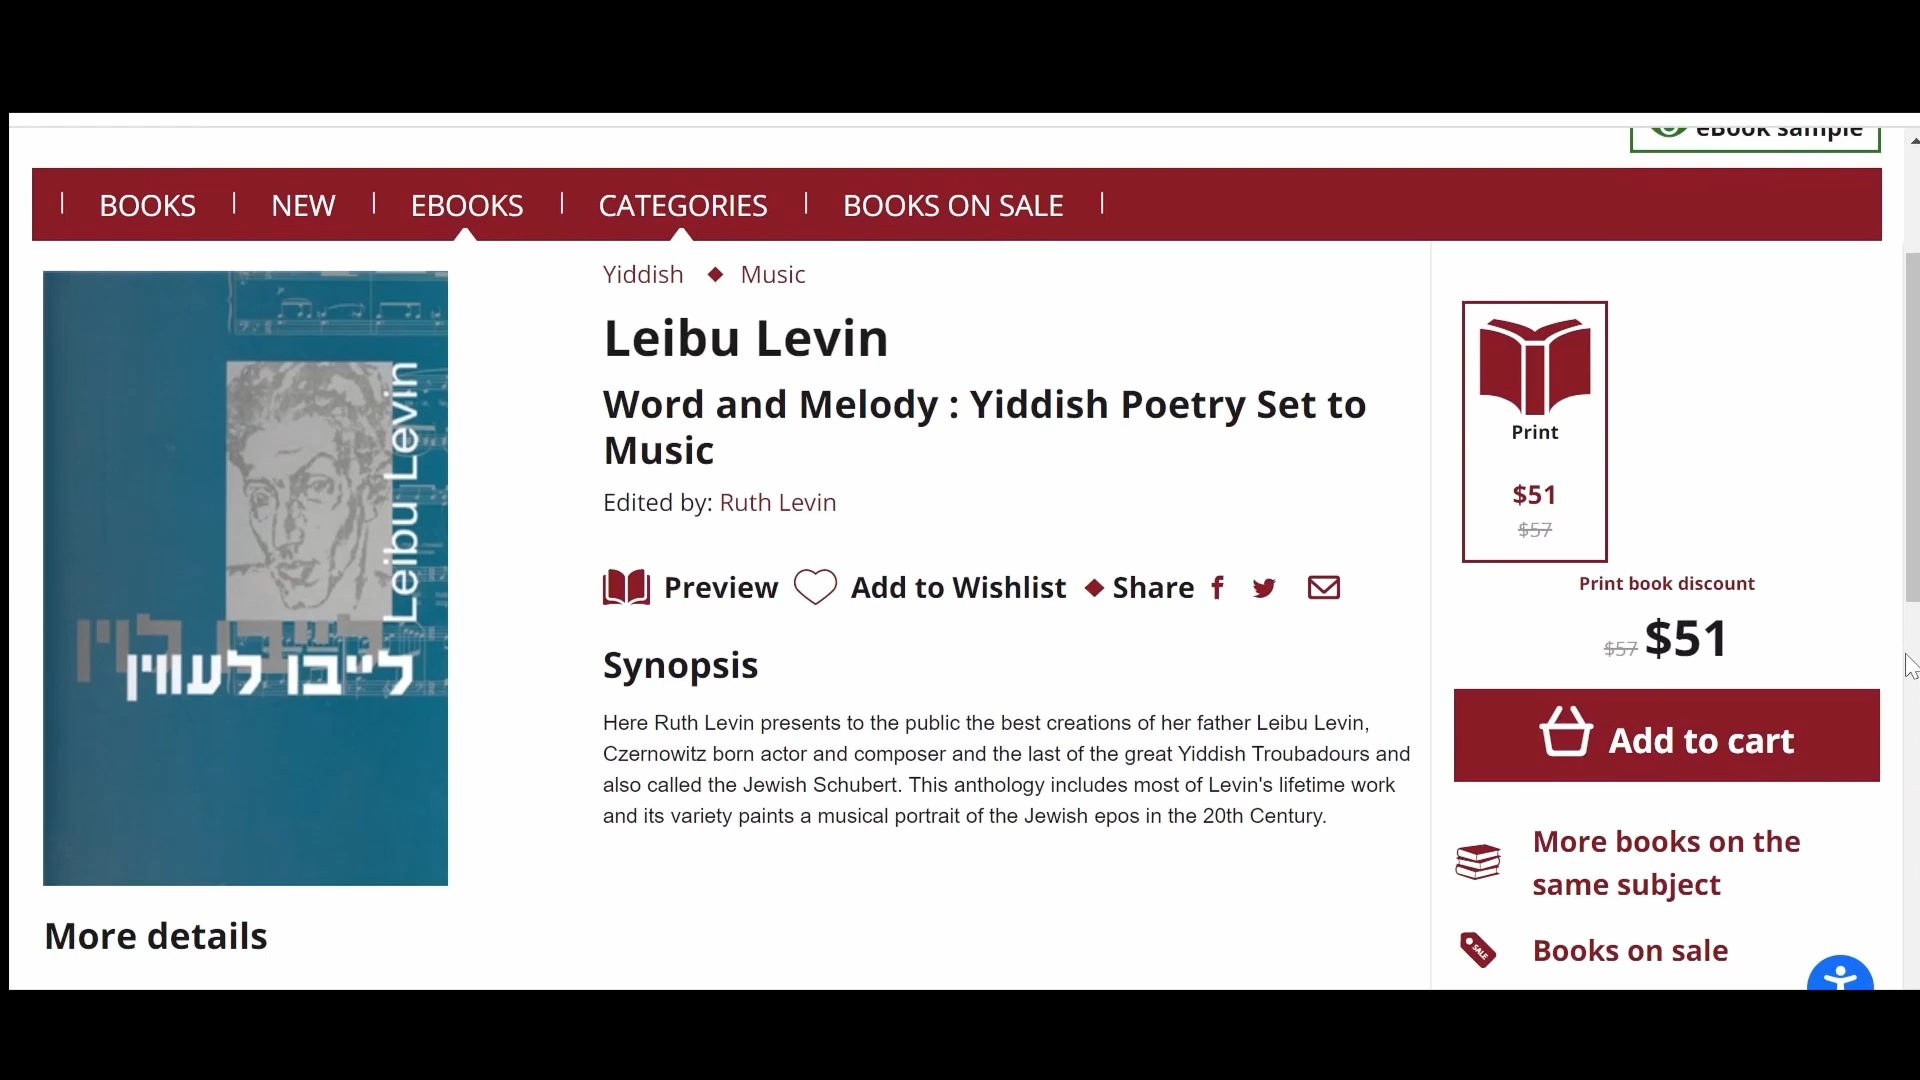 eBook sample
BOOKS
NEW
EBOOKS
CATEGORIES
BOOKS ON SALE
Yiddish ◆ Music
Leibu Levin
Word and Melody : Yiddish Poetry Set to
Music
Edited by: Ruth Levin
Preview
Add to Wishlist
Share
Synopsis
Here Ruth Levin presents to the public the best creations of her father Leibu Levin,
Czernowitz born actor and composer and the last of the great Yiddish Troubadours and
also called the Jewish Schubert. This anthology includes most of Levin's lifetime work
and its variety paints a musical portrait of the Jewish epos in the 20th Century.
Leibu Levin
לייבו לוין
לייבו לעווין
More details
Print
$51
$57
Print book discount
$57 $51
Add to cart
More books on the
same subject
SALE
Books on sale